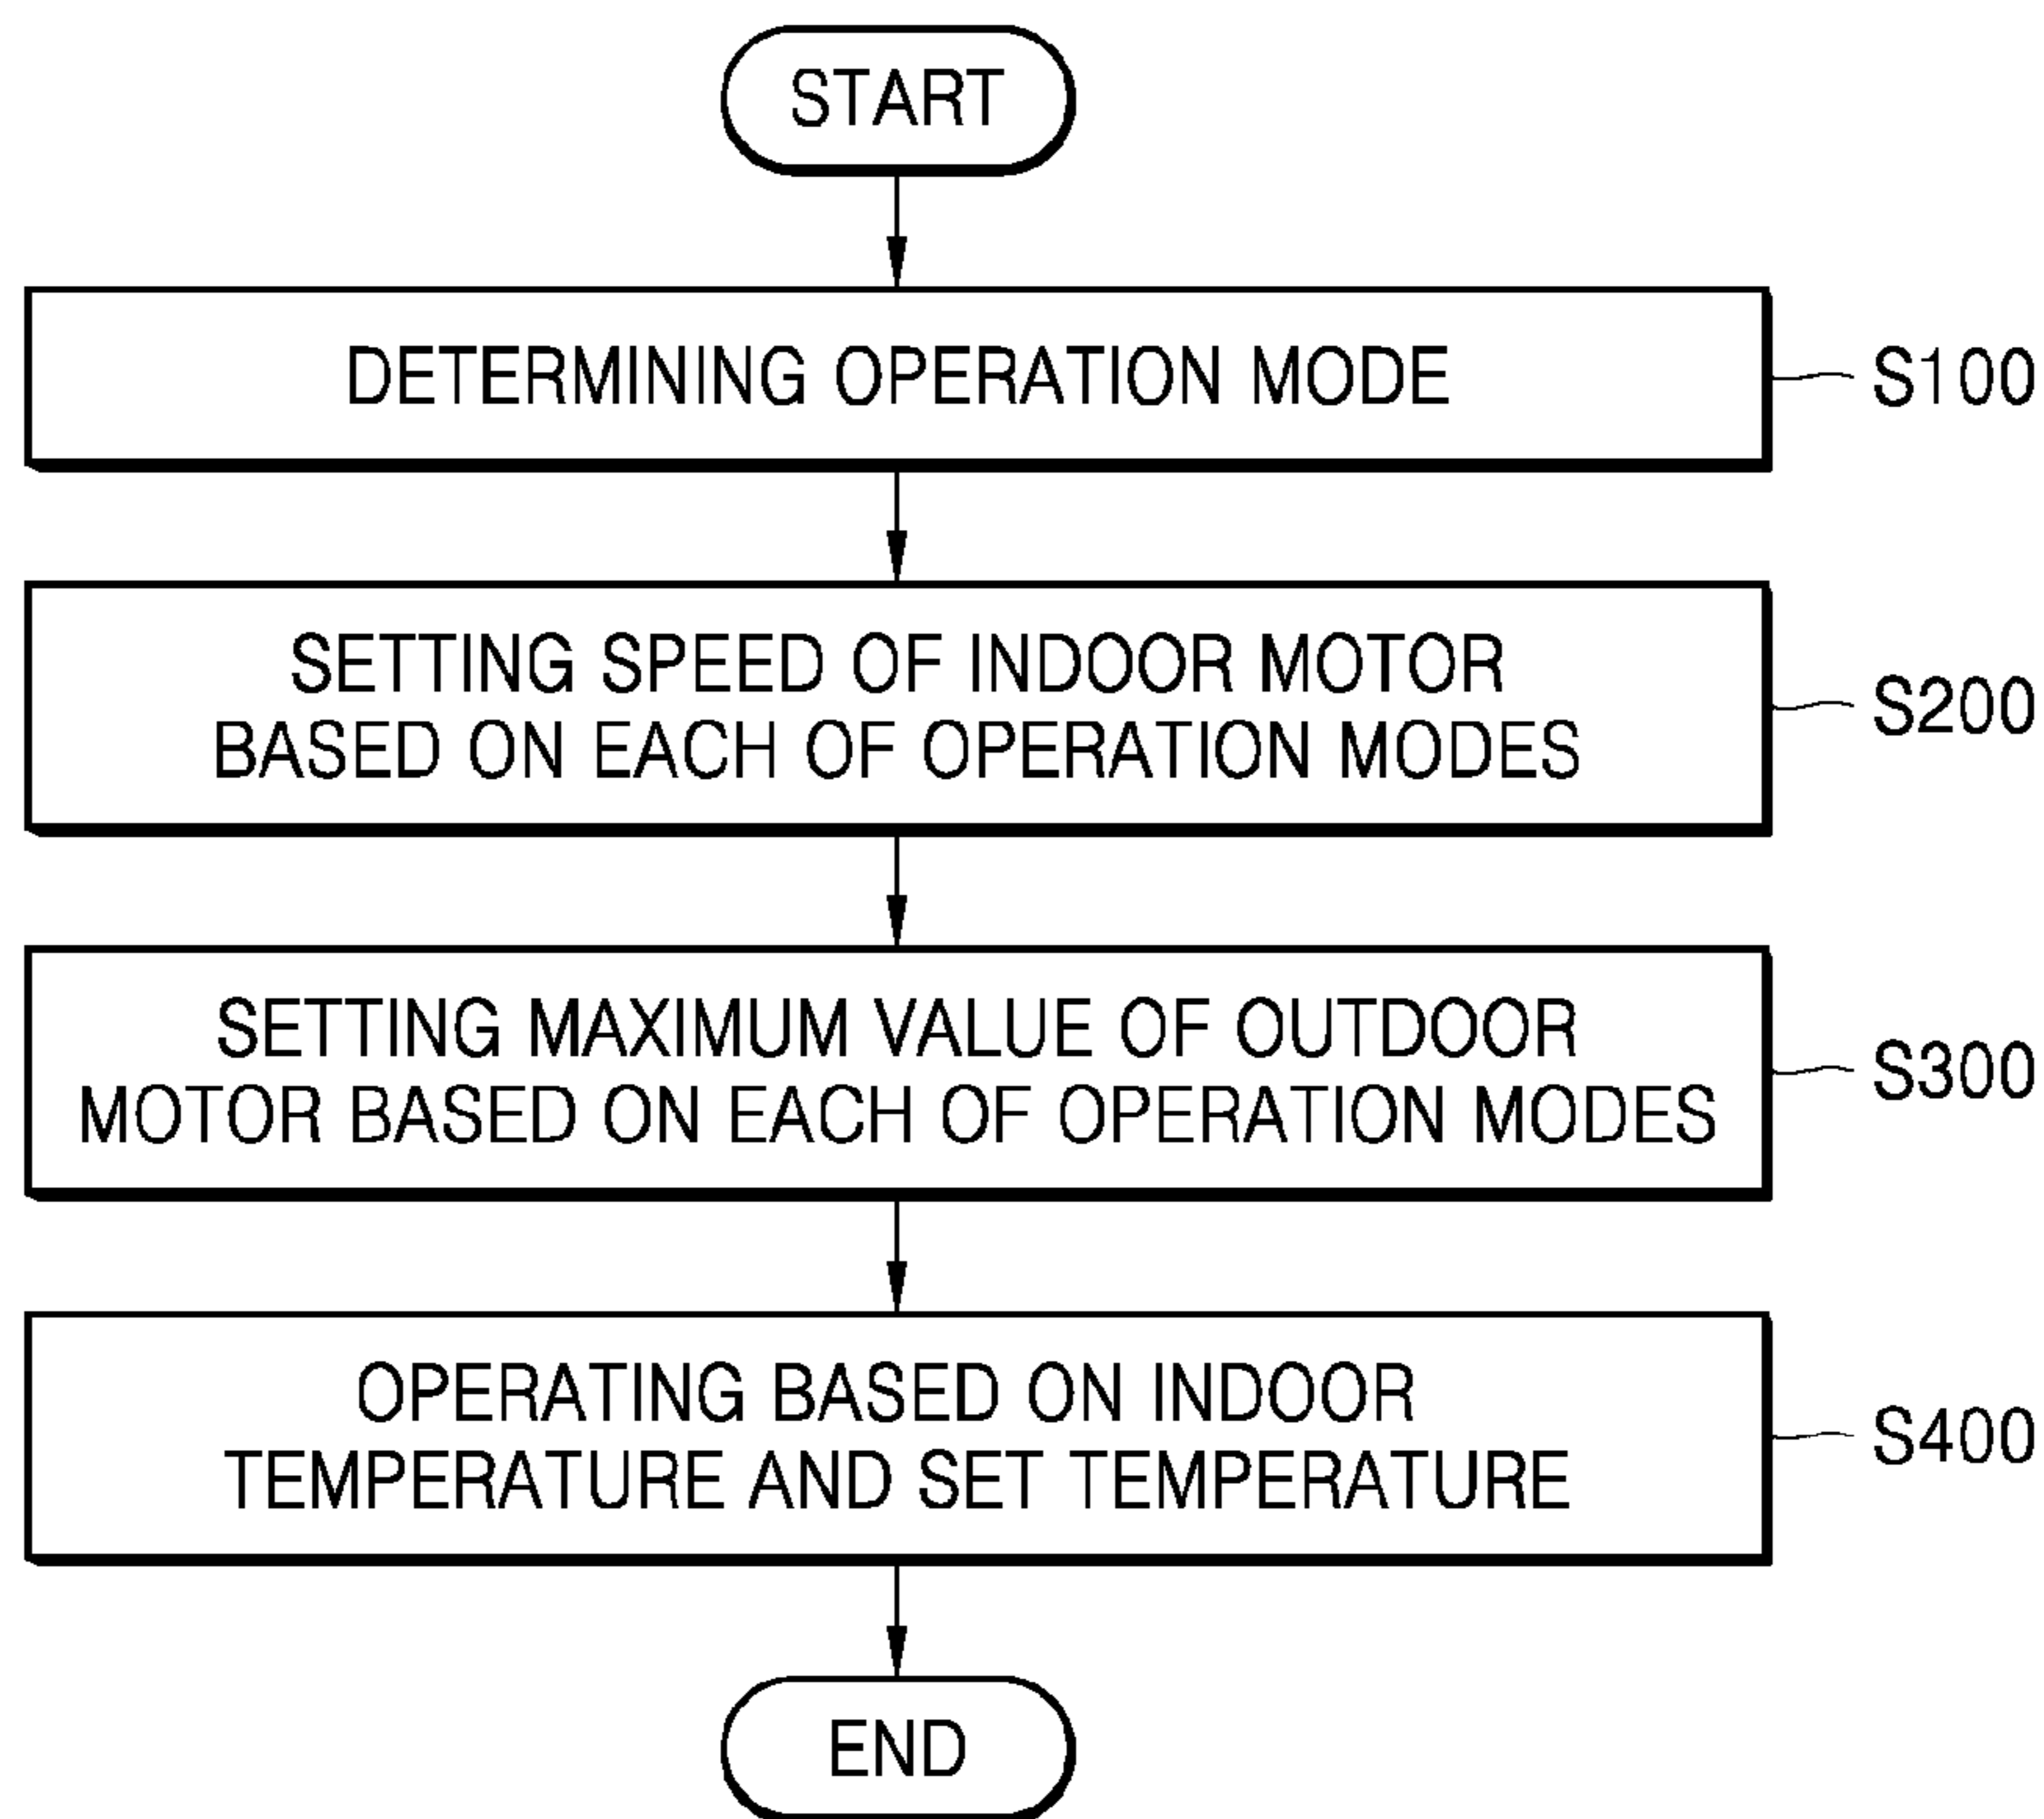 START
DETERMINING OPERATION MODE
S100
SETTING SPEED OF INDOOR MOTOR
BASED ON EACH OF OPERATION MODES
S200
SETTING MAXIMUM VALUE OF OUTDOOR
MOTOR BASED ON EACH OF OPERATION MODES
S300
OPERATING BASED ON INDOOR
TEMPERATURE AND SET TEMPERATURE
S400
END